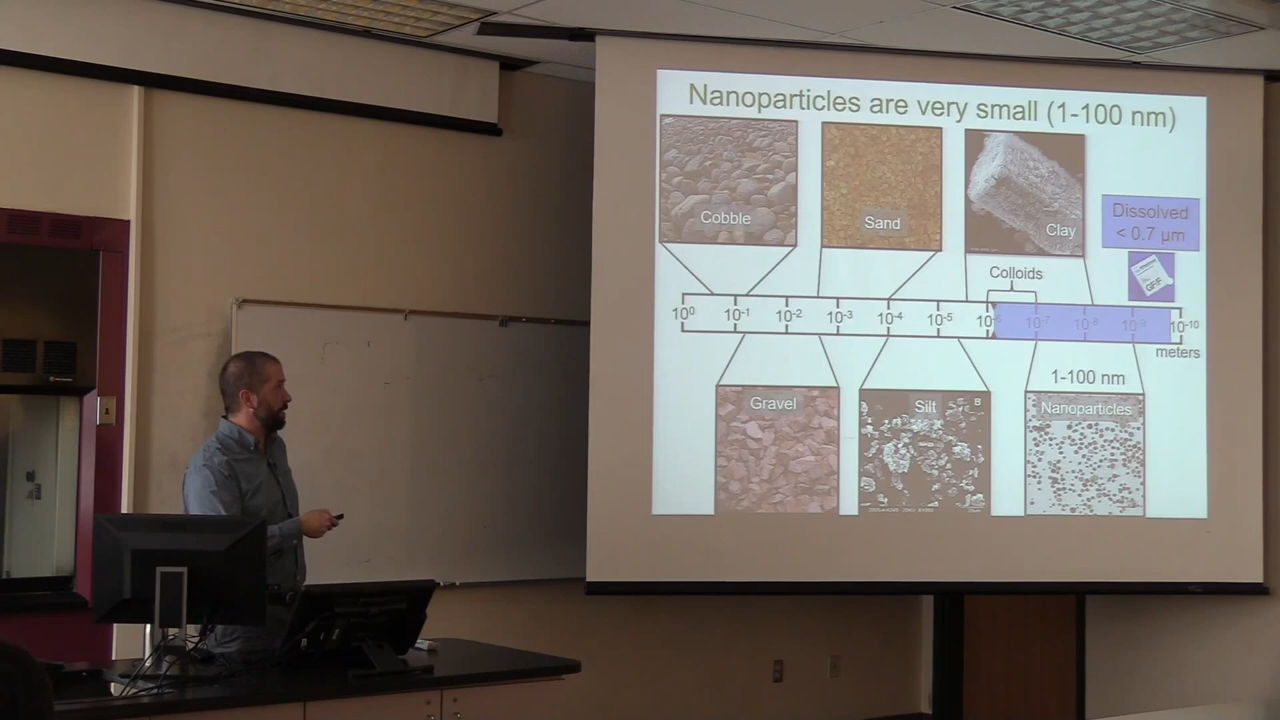 Nanoparticles are very small (1-100 nm)
Cobble
Sand
Clay
Dissolved
< 0.7 µm
GF/F
Colloids
10⁰ 10⁻¹ 10⁻² 10⁻³ 10⁻⁴ 10⁻⁵ 10⁻⁶ 10⁻⁷ 10⁻⁸ 10⁻⁹ 10⁻¹⁰
meters
1-100 nm
Gravel
Silt
B
Nanoparticles